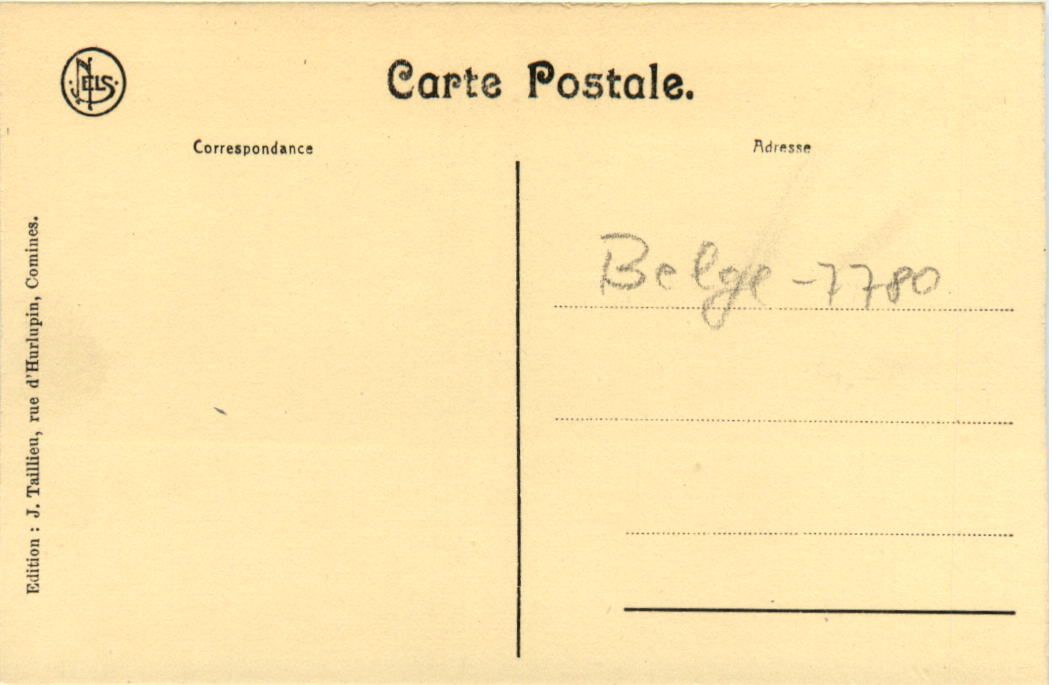 NELS
Carte Postale.
Correspondance
Adresse
Edition : J. Taillieu, rue d'Hurlupin, Comines.
Belge -7780